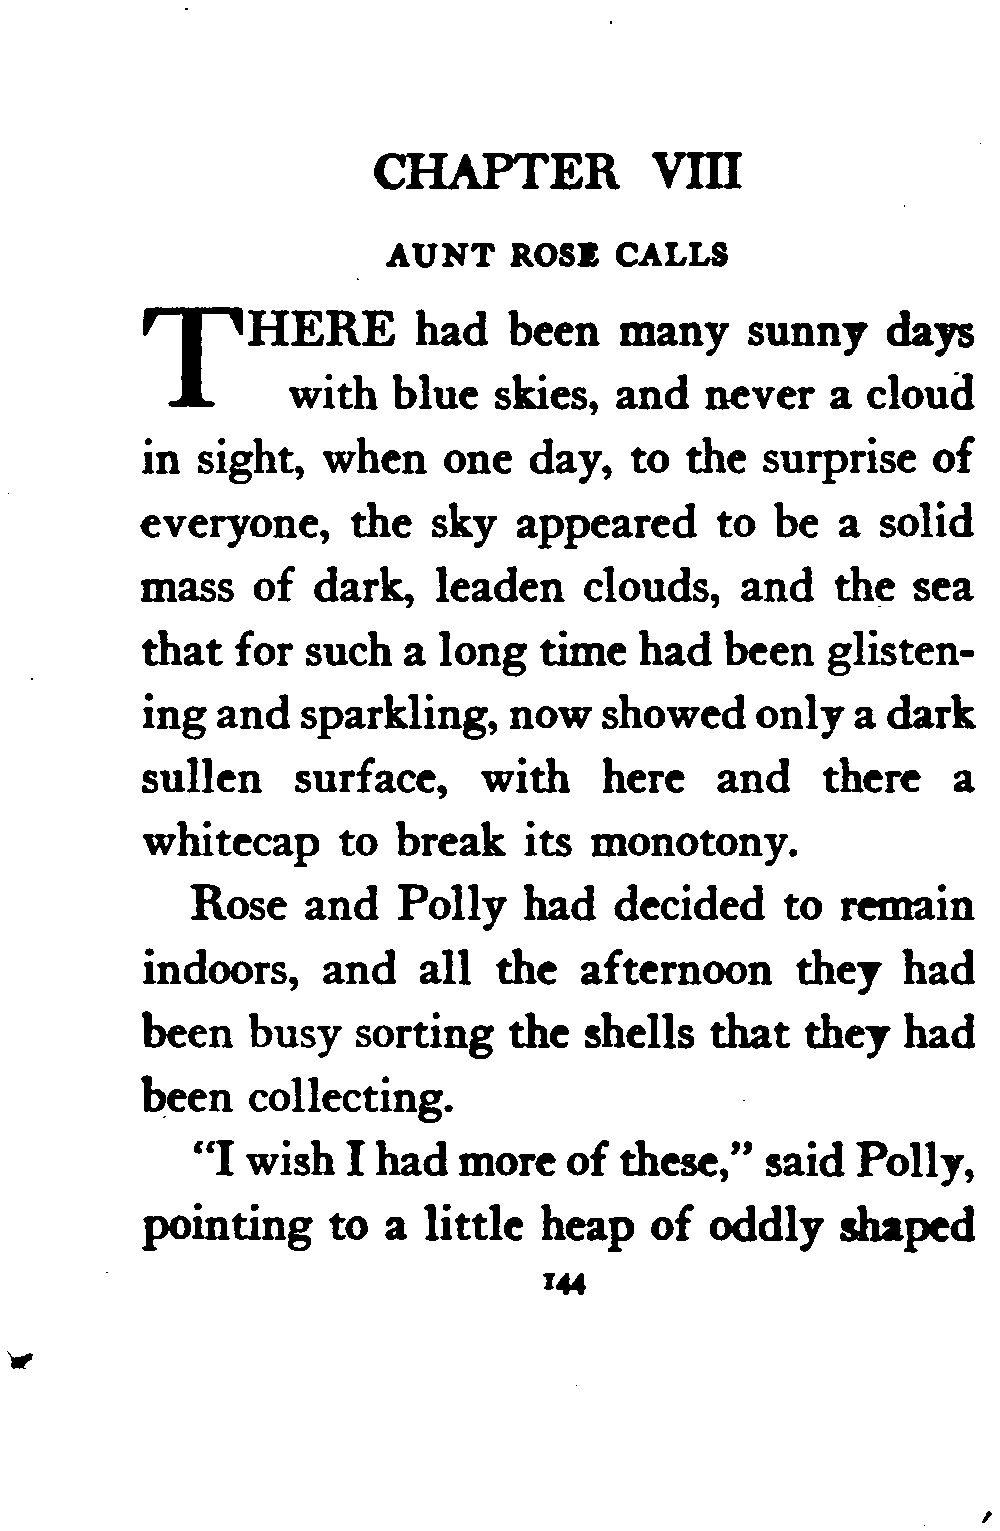 CHAPTER VIII
AUNT ROSE CALLS
THERE had been many sunny days
with blue skies, and never a cloud
in sight, when one day, to the surprise of
everyone, the sky appeared to be a solid
mass of dark, leaden clouds, and the sea
that for such a long time had been glisten-
ing and sparkling, now showed only a dark
sullen surface, with here and there a
whitecap to break its monotony.
Rose and Polly had decided to remain
indoors, and all the afternoon they had
been busy sorting the shells that they had
been collecting.
“I wish I had more of these,” said Polly,
pointing to a little heap of oddly shaped
144